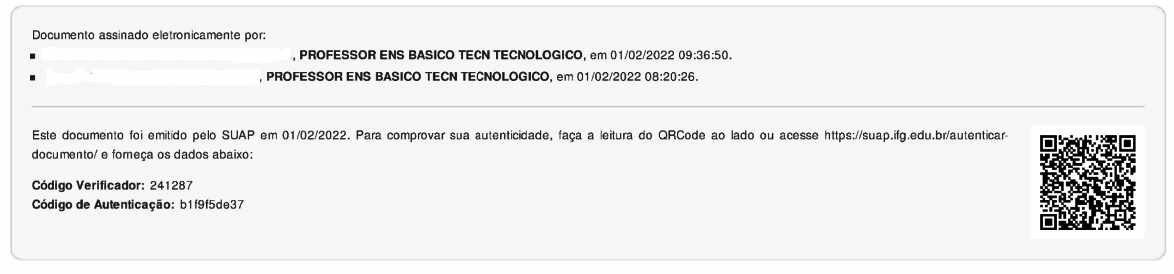 Documento assinado eletronicamente por:
, PROFESSOR ENS BASICO TECN TECNOLOGICO, em 01/02/2022 09:36:50.
, PROFESSOR ENS BASICO TECN TECNOLOGICO, em 01/02/2022 08:20:26.
Este documento foi emitido pelo SUAP em 01/02/2022. Para comprovar sua autenticidade, faça a leitura do QRCode ao lado ou acesse https://suap.ifg.edu.br/autenticar-
documento/ e forneça os dados abaixo:
Código Verificador: 241287
Código de Autenticação: b1f9f5de37